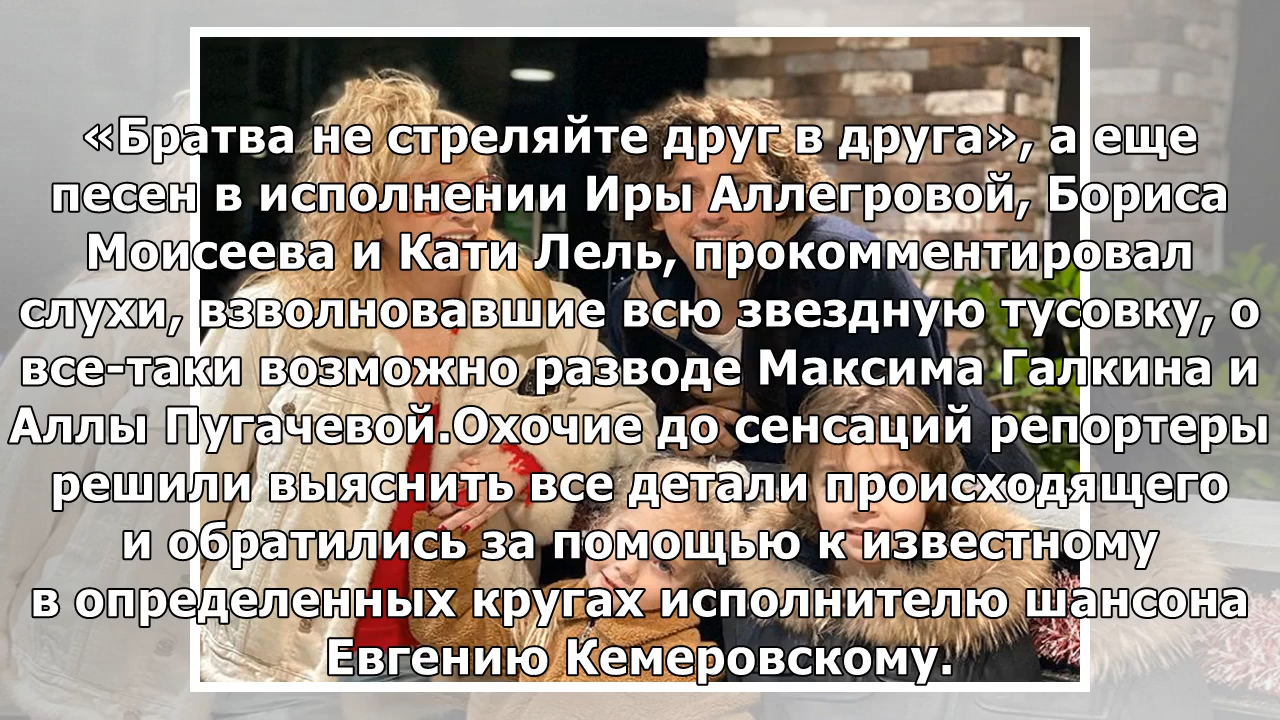 «Братва не стреляйте друг в друга», а еще
песен в исполнении Иры Аллегровой, Бориса
Моисеева и Кати Лель, прокомментировал
слухи, взволновавшие всю звездную тусовку, о
все-таки возможно разводе Максима Галкина и
Аллы Пугачевой.Охочие до сенсаций репортеры
решили выяснить все детали происходящего
и обратились за помощью к известному
в определенных кругах исполнителю шансона
Евгению Кемеровскому.